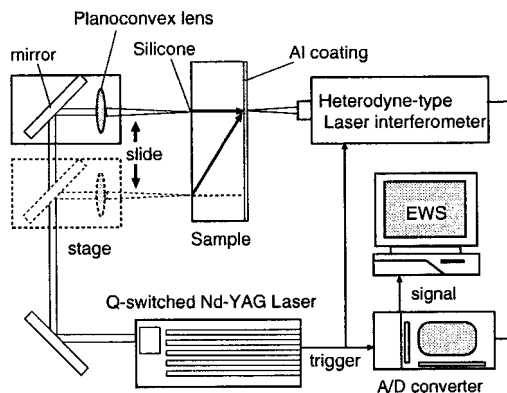 Planoconvex lens
mirror
Silicone
Al coating
Heterodyne-type
Laser interferometer
slide
stage
Sample
EWS
Q-switched Nd-YAG Laser
signal
trigger
A/D converter